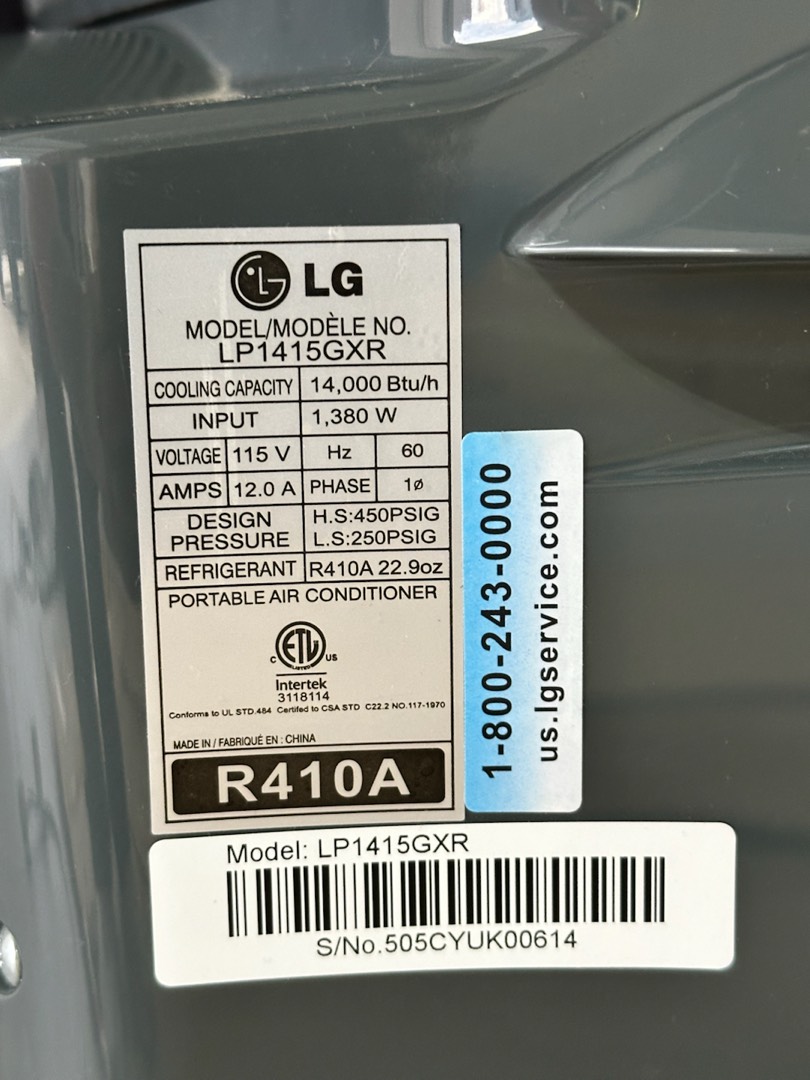 LG
MODEL/MODÈLE NO.
LP1415GXR
COOLING CAPACITY 14,000 Btu/h
INPUT 1,380 W
VOLTAGE 115 V Hz 60
AMPS 12.0 A PHASE 1ø
DESIGN PRESSURE H.S:450PSIG
L.S:250PSIG
REFRIGERANT R410A 22.9oz
PORTABLE AIR CONDITIONER
C ETL US
LISTED
Intertek
3118114
Conforms to UL STD.484 Certifed to CSA STD C22.2 NO.117-1970
MADE IN / FABRIQUÉ EN : CHINA
R410A
1-800-243-0000
us.lgservice.com
Model: LP1415GXR
S/No.505CYUK00614